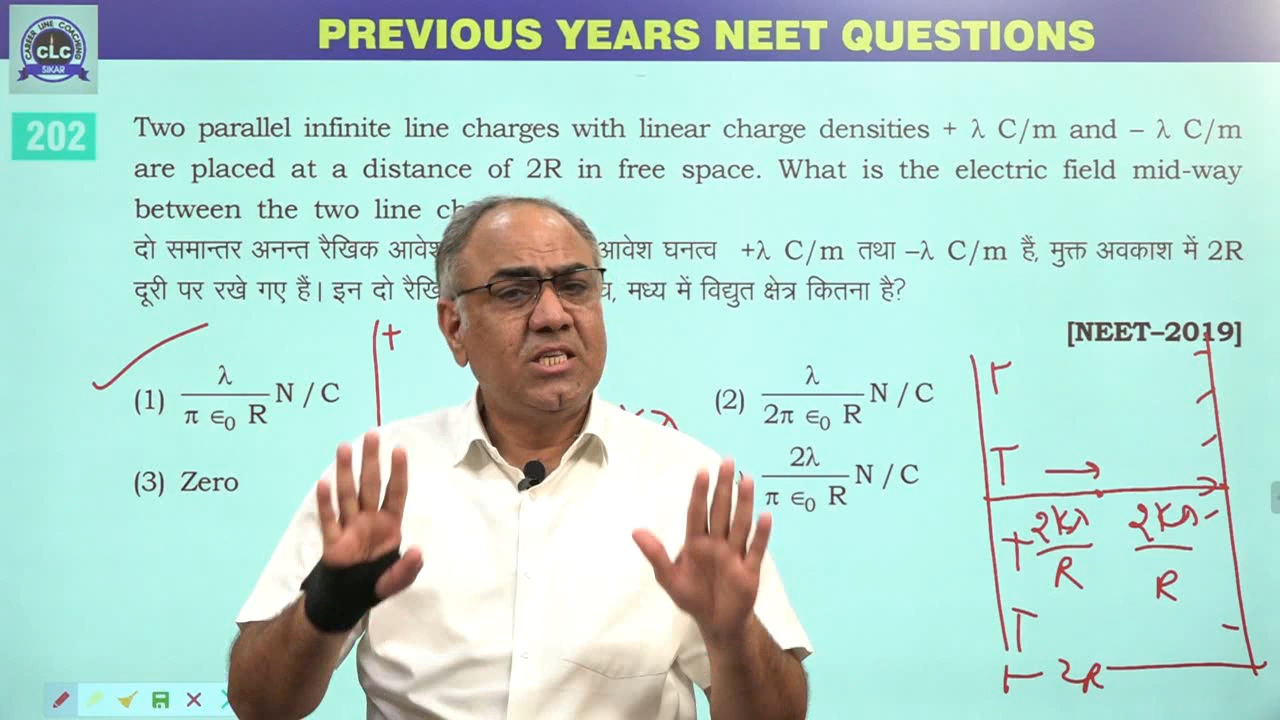 PREVIOUS YEARS NEET QUESTIONS
CAREER LINE COACHING
CLC
SIKAR
202
Two parallel infinite line charges with linear charge densities + λ C/m and – λ C/m
are placed at a distance of 2R in free space. What is the electric field mid-way
between the two line
दो समान्तर अनन्त रैखिक आवेश घनत्व +λ C/m तथा –λ C/m हैं, मुक्त अवकाश में 2R
दूरी पर रखे गए हैं। इन दो मध्य में विद्युत क्षेत्र कितना है?
[NEET–2019]
(1) λ / π ∈₀ R N / C
(2) λ / 2π ∈₀ R N / C
(3) Zero
2λ / π ∈₀ R N / C
+
+ 2Kλ / R 2Kλ / R
2R